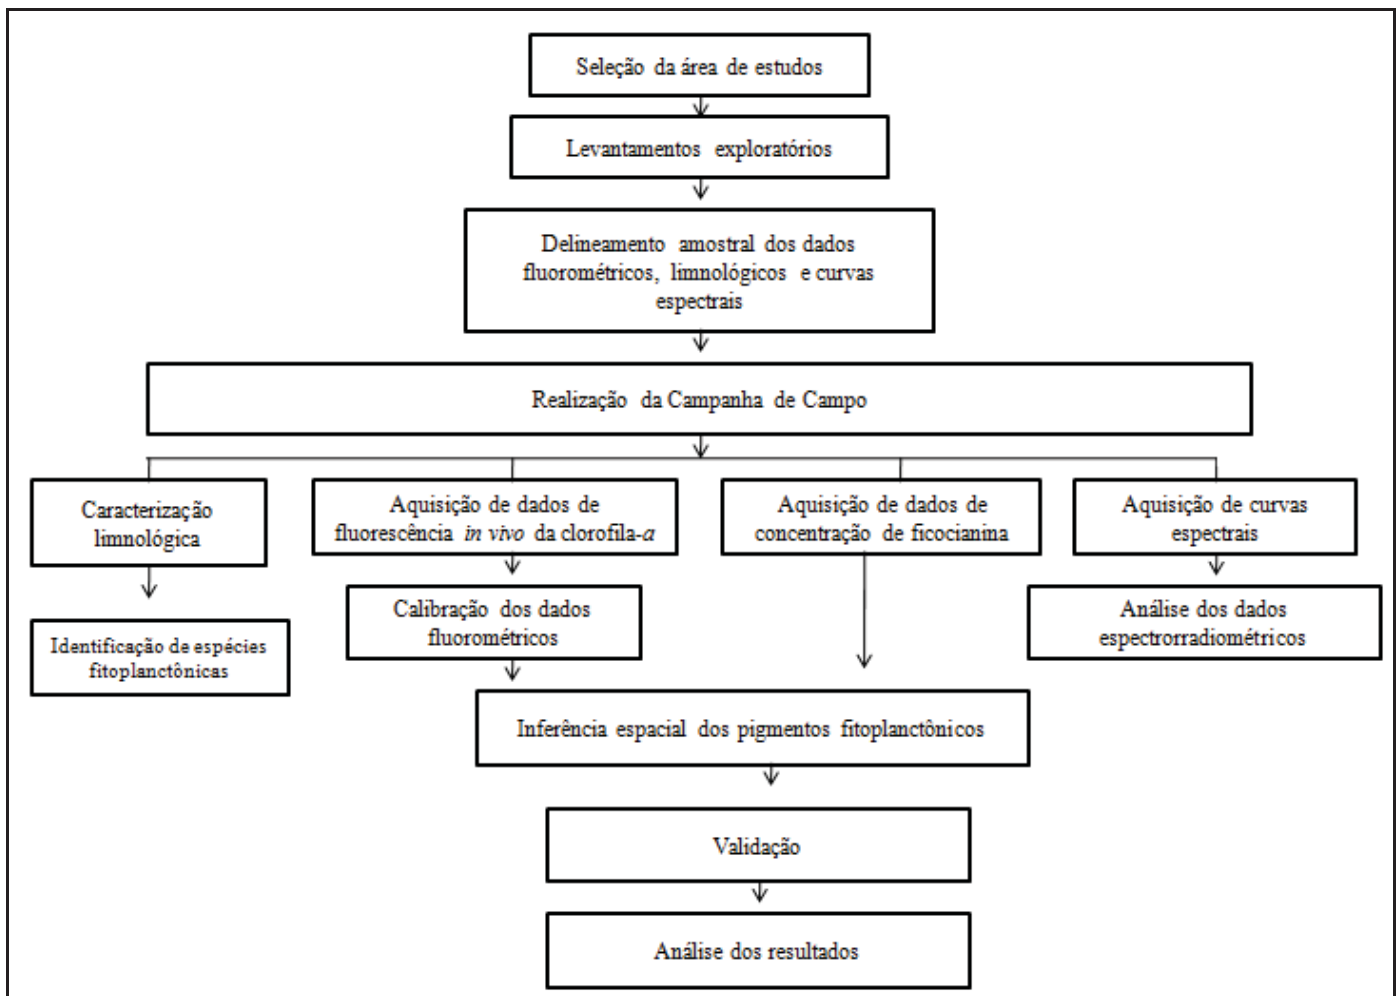 Seleção da área de estudos
Levantamentos exploratórios
Delineamento amostral dos dados
fluorométricos, limnológicos e curvas
espectrais
Realização da Campanha de Campo
Caracterização
limnológica
Aquisição de dados de
fluorescência in vivo da clorofila-a
Aquisição de dados de
concentração de ficocianina
Aquisição de curvas
espectrais
Identificação de espécies
fitoplanctônicas
Calibração dos dados
fluorométricos
Análise dos dados
espectrorradiométricos
Inferência espacial dos pigmentos fitoplanctônicos
Validação
Análise dos resultados